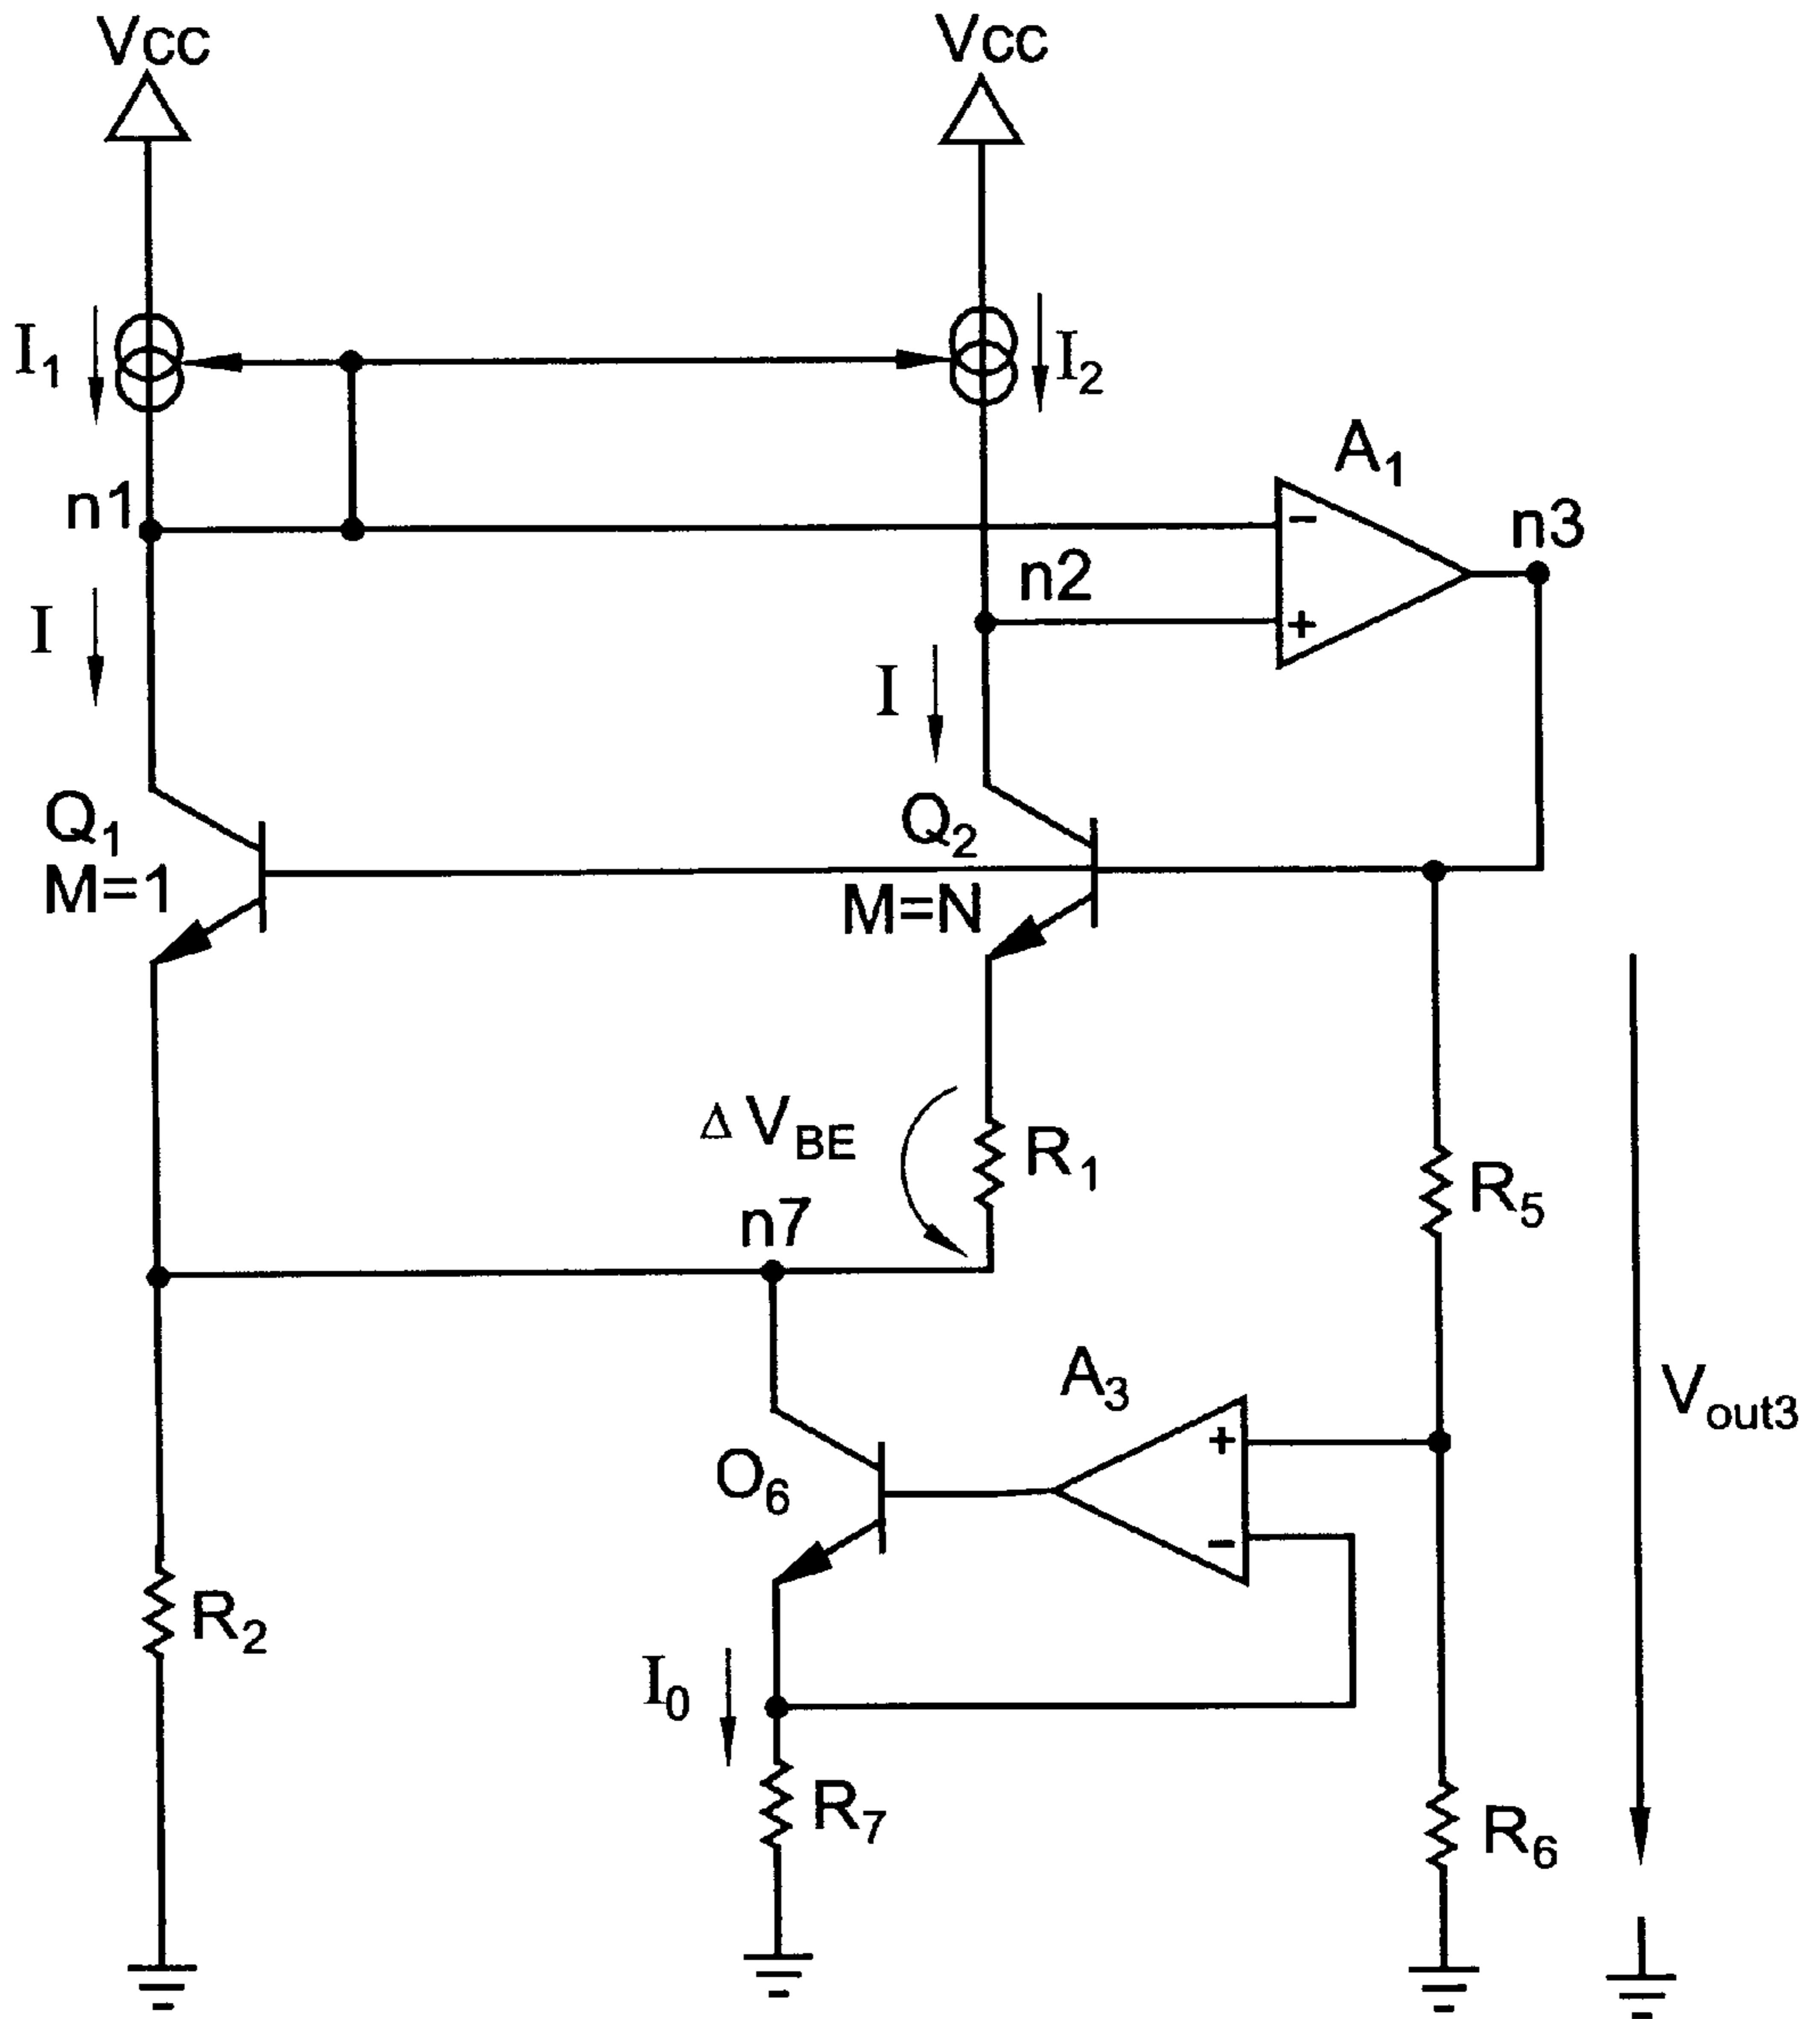 Vcc
Vcc
I1
I2
A1
n1
n3
n2
-
+
I
I
Q1
M=1
Q2
M=N
Δ VBE
R1
R5
n7
A3
Vout3
+
O6
-
R2
I0
R7
R6